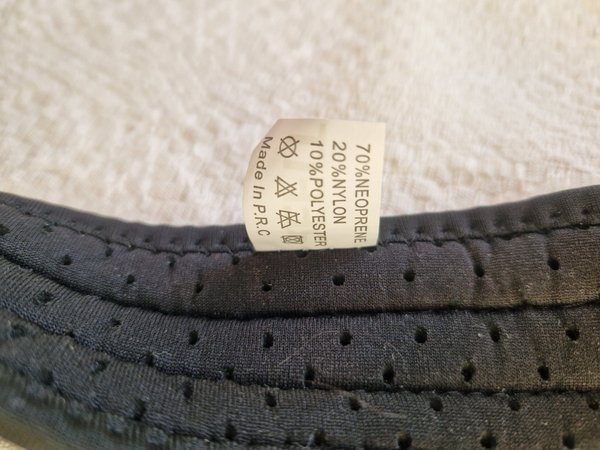 70%NEOPRENE
20%NYLON
10%POLYESTER
Made In P.R.C